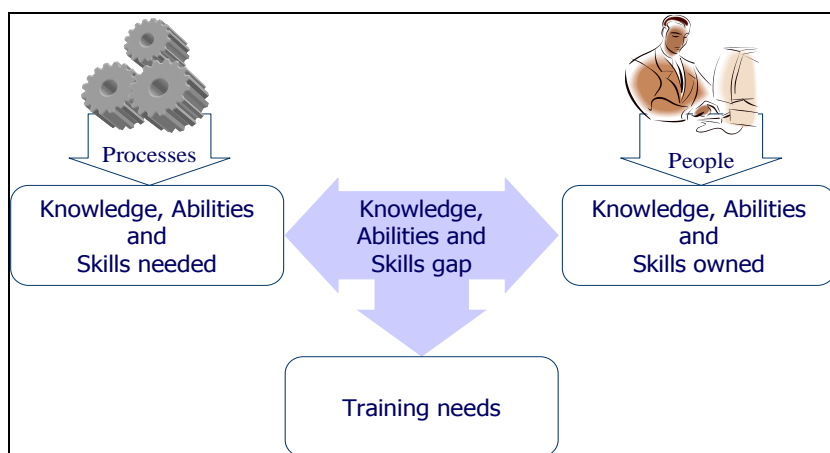 Processes
People
Knowledge, Abilities
and
Skills needed
Knowledge,
Abilities and
Skills gap
Knowledge, Abilities
and
Skills owned
Training needs